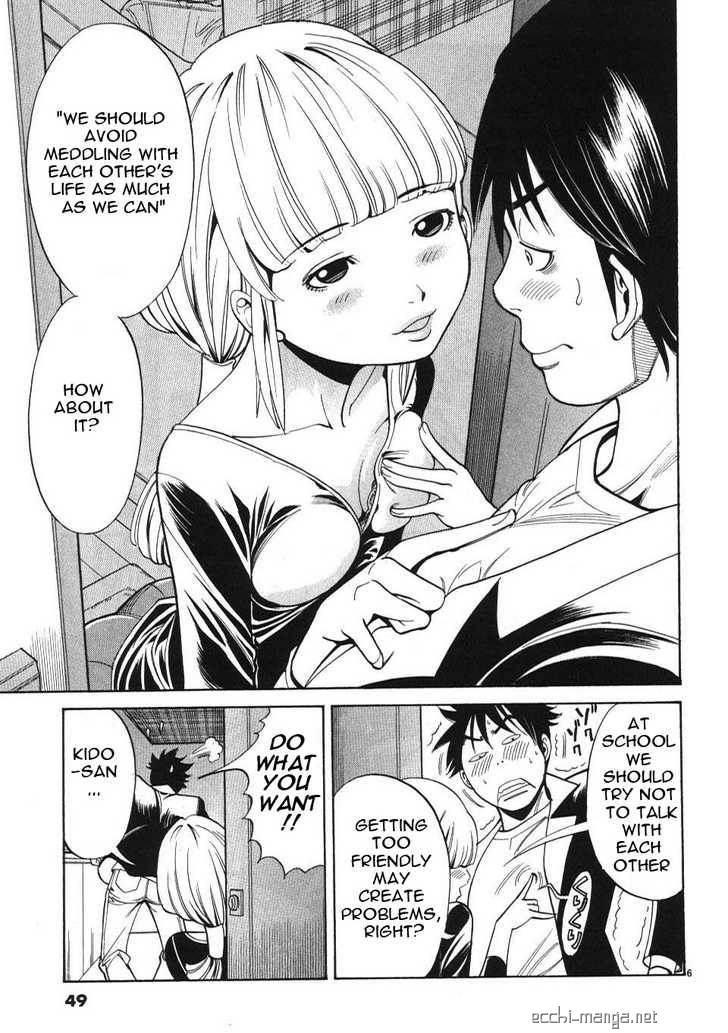 "WE SHOULD
AVOID
MEDDLING WITH
EACH OTHER'S
LIFE AS MUCH
AS WE CAN"
HOW
ABOUT
IT?
AT
SCHOOL WE
SHOULD
TRY NOT
TO TALK
WITH
EACH
OTHER
GETTING
TOO
FRIENDLY
MAY
CREATE
PROBLEMS,
RIGHT?
DO
WHAT
YOU
WANT!!
KIDO
-SAN
...
6
49
ecchi-manga.net